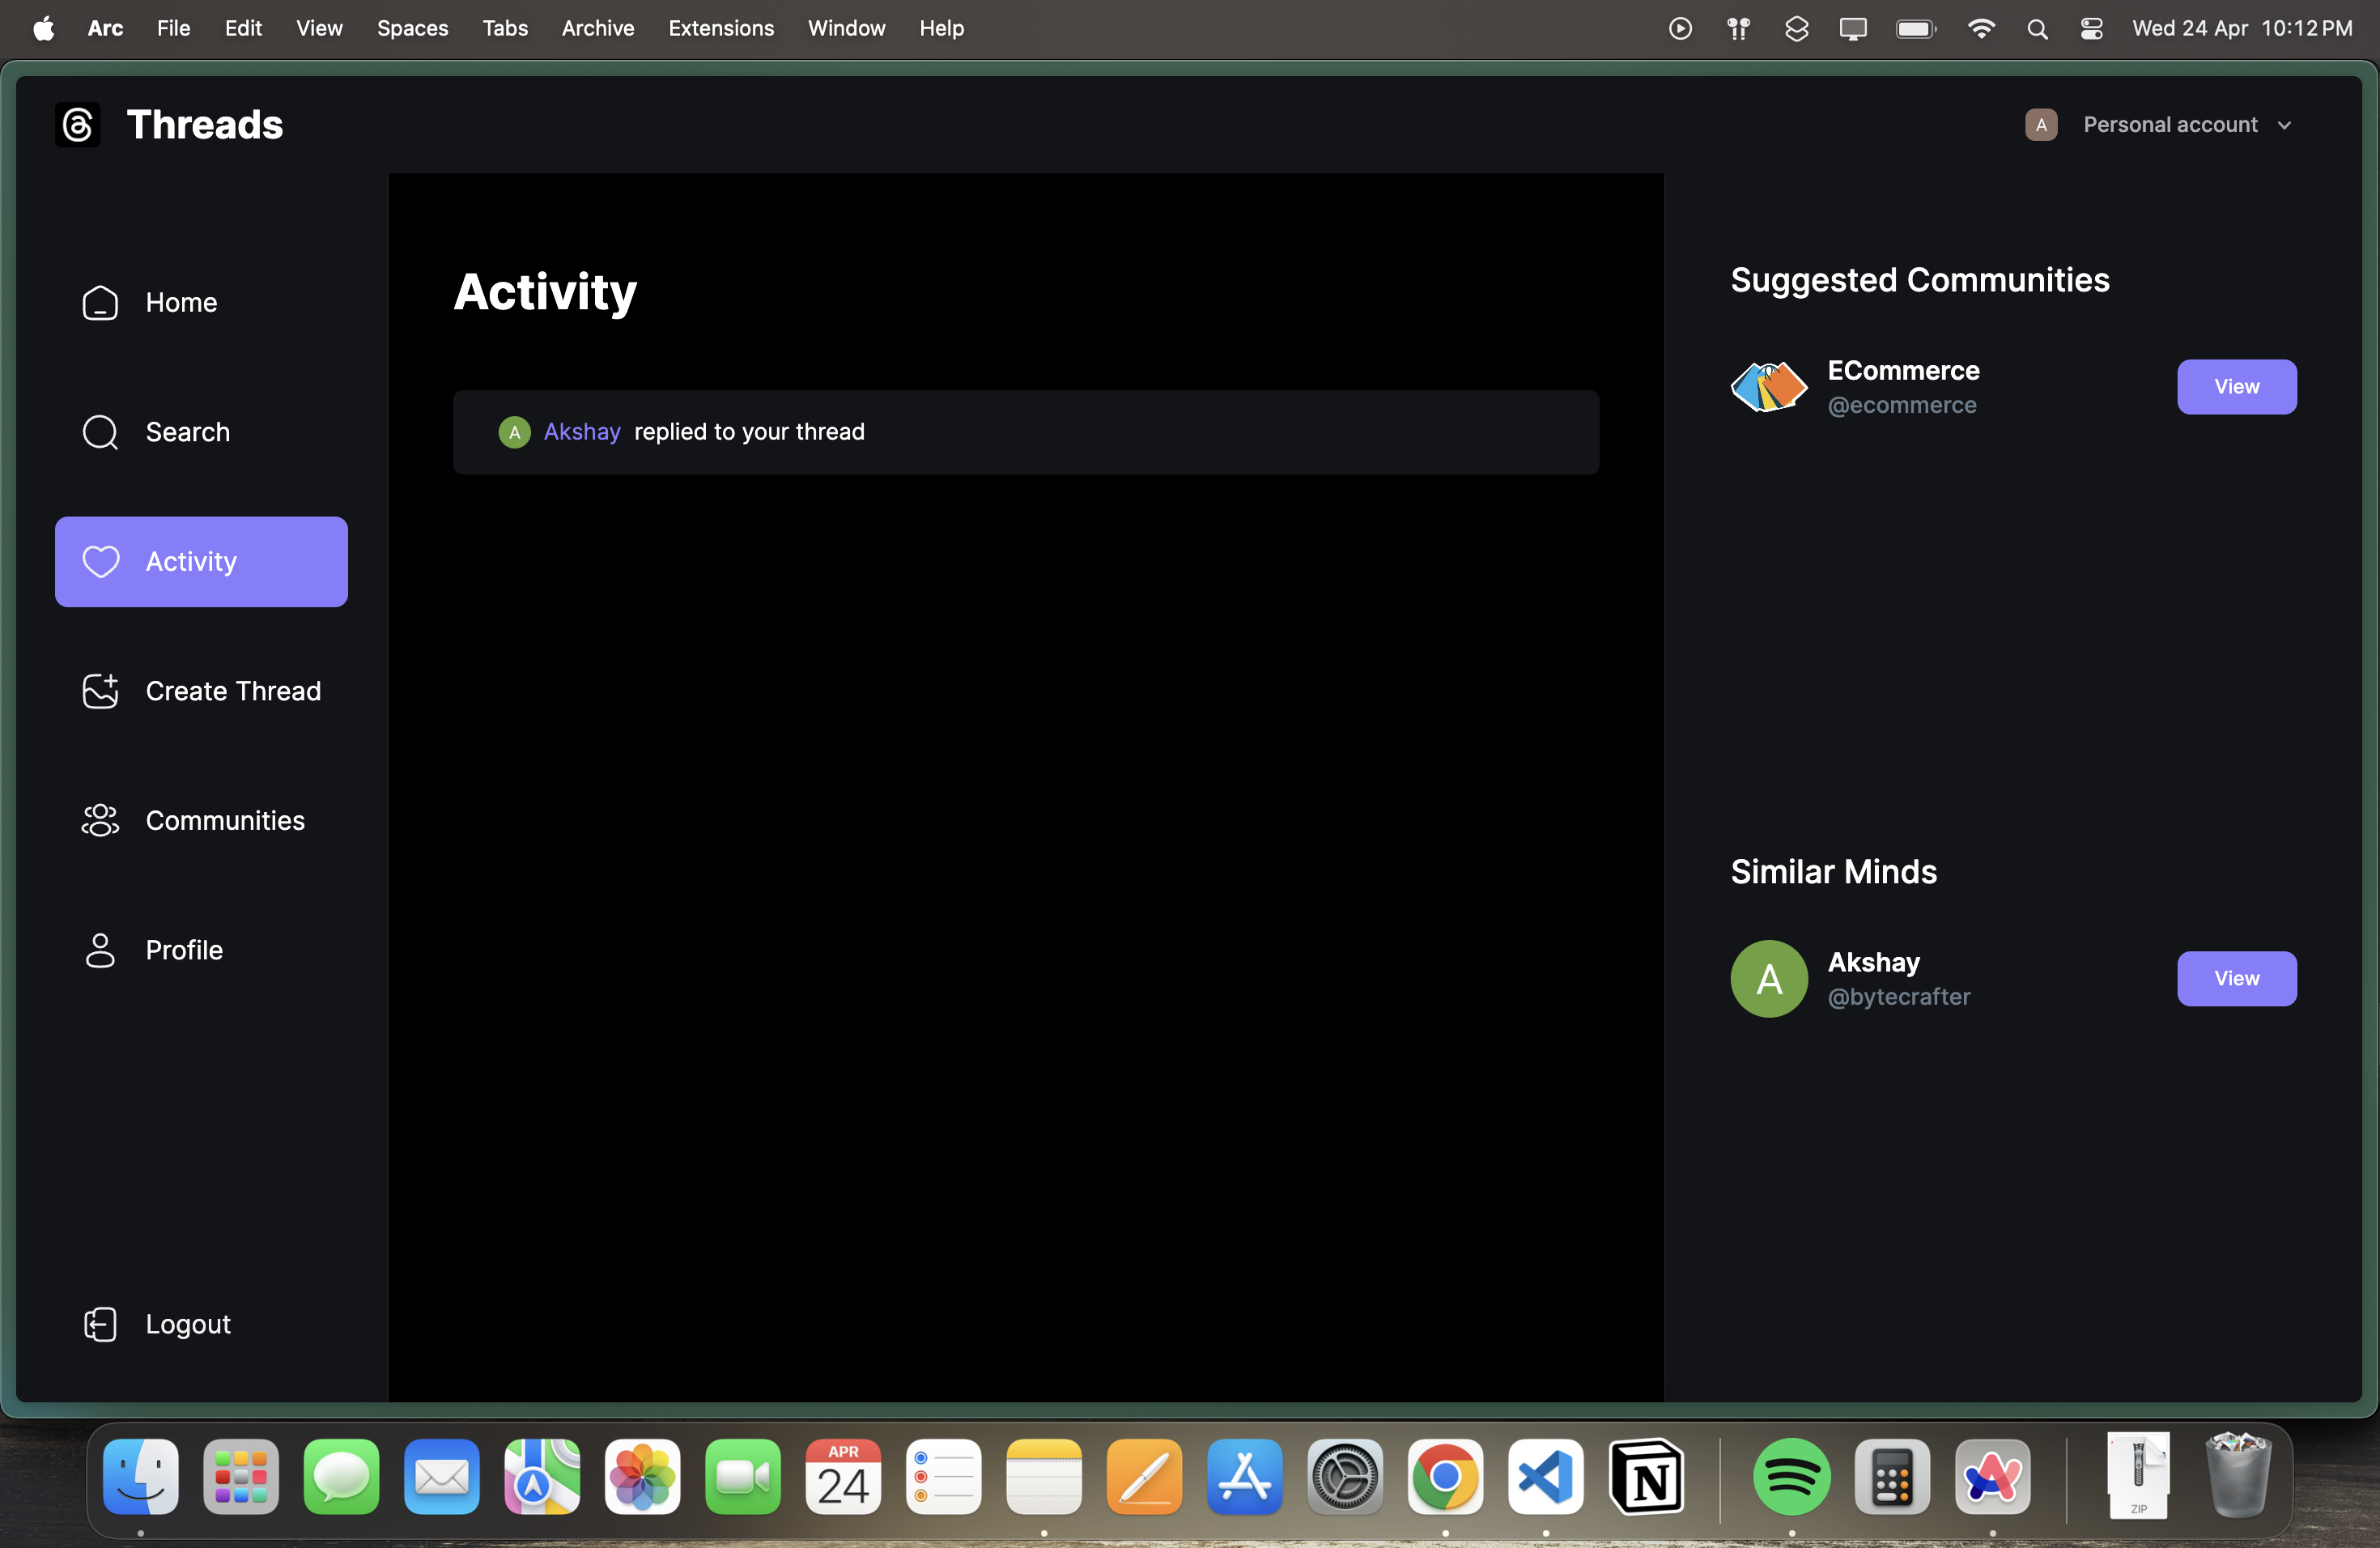 Arc File Edit View Spaces Tabs Archive Extensions Window Help Wed 24 Apr 10:12 PM
Threads
A Personal account
Home
Search
Activity
Create Thread
Communities
Profile
Logout
Activity
A Akshay replied to your thread
Suggested Communities
ECommerce
@ecommerce
View
Similar Minds
A
Akshay
@bytecrafter
View
APR
24
ZIP